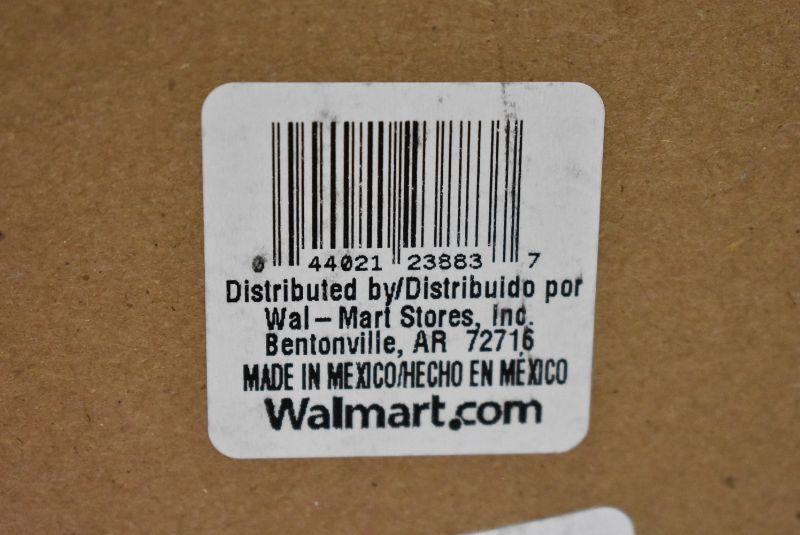 0 44021 23883 7
Distributed by/Distribuido por
Wal-Mart Stores, Inc.
Bentonville, AR 72716
MADE IN MEXICO/HECHO EN MÉXICO
Walmart.com